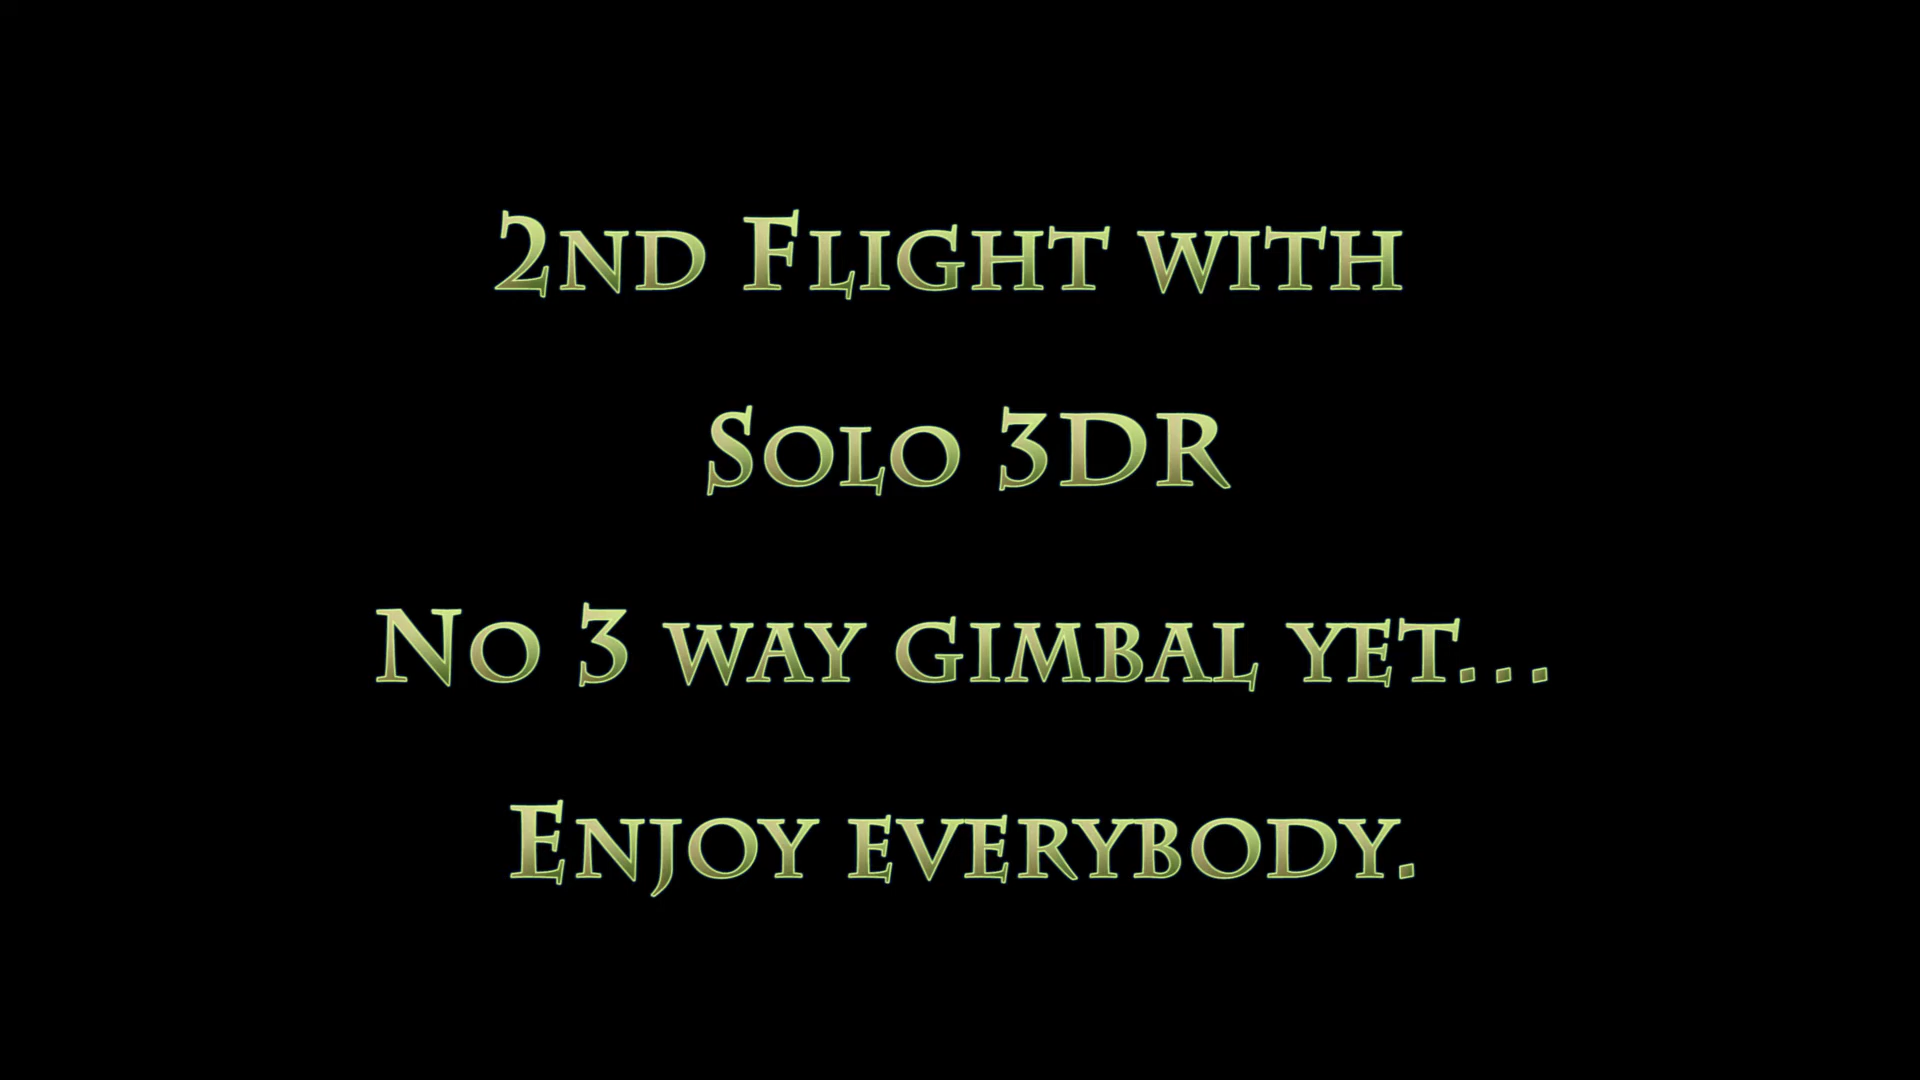 2nd Flight with
Solo 3DR
No 3 way gimbal yet...
Enjoy everybody.